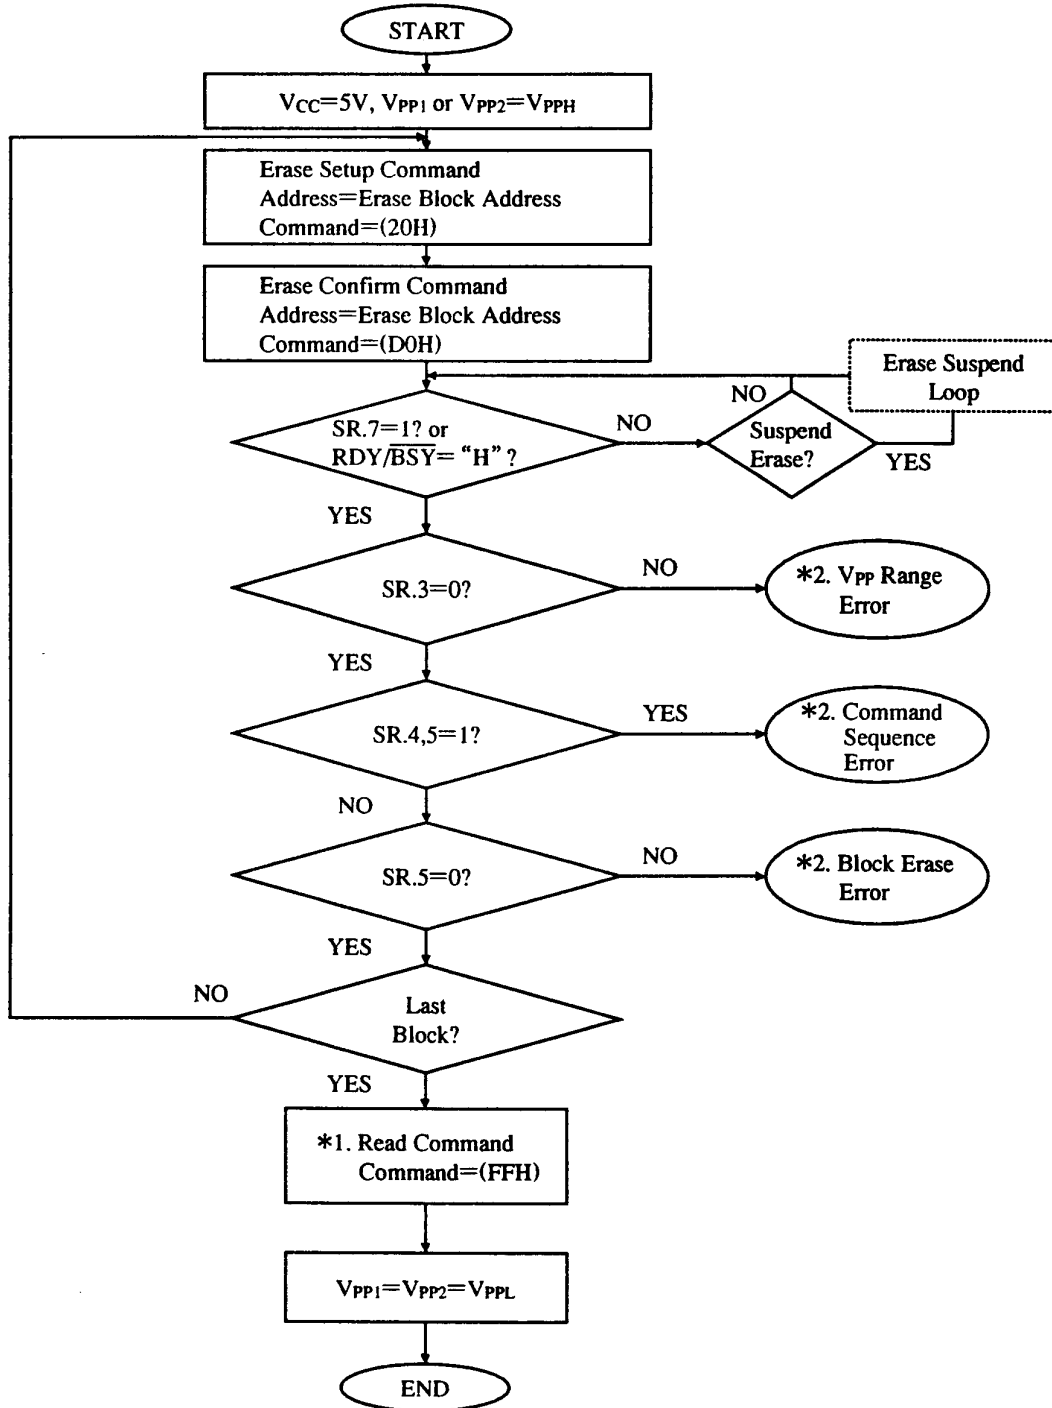 START
VCC=5V, VPP1 or VPP2=VPPH
Erase Setup Command
Address=Erase Block Address
Command=(20H)
Erase Confirm Command
Address=Erase Block Address
Command=(D0H)
Erase Suspend
Loop
NO
SR.7=1? or
RDY/BSY= “H” ?
NO
Suspend
Erase?
YES
YES
SR.3=0?
NO
*2. VPP Range
Error
YES
SR.4,5=1?
YES
*2. Command
Sequence
Error
NO
SR.5=0?
NO
*2. Block Erase
Error
YES
NO
Last
Block?
YES
*1. Read Command
Command=(FFH)
VPP1=VPP2=VPPL
END